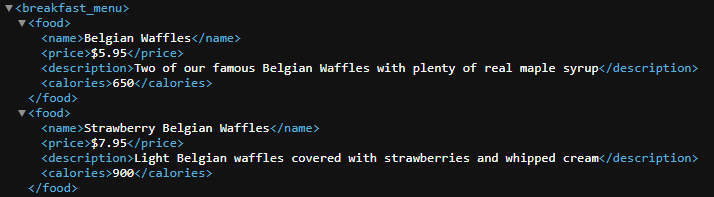 <breakfast_menu>
<food>
<name>Belgian Waffles</name>
<price>$5.95</price>
<description>Two of our famous Belgian Waffles with plenty of real maple syrup</description>
<calories>650</calories>
</food>
<food>
<name>Strawberry Belgian Waffles</name>
<price>$7.95</price>
<description>Light Belgian waffles covered with strawberries and whipped cream</description>
<calories>900</calories>
</food>